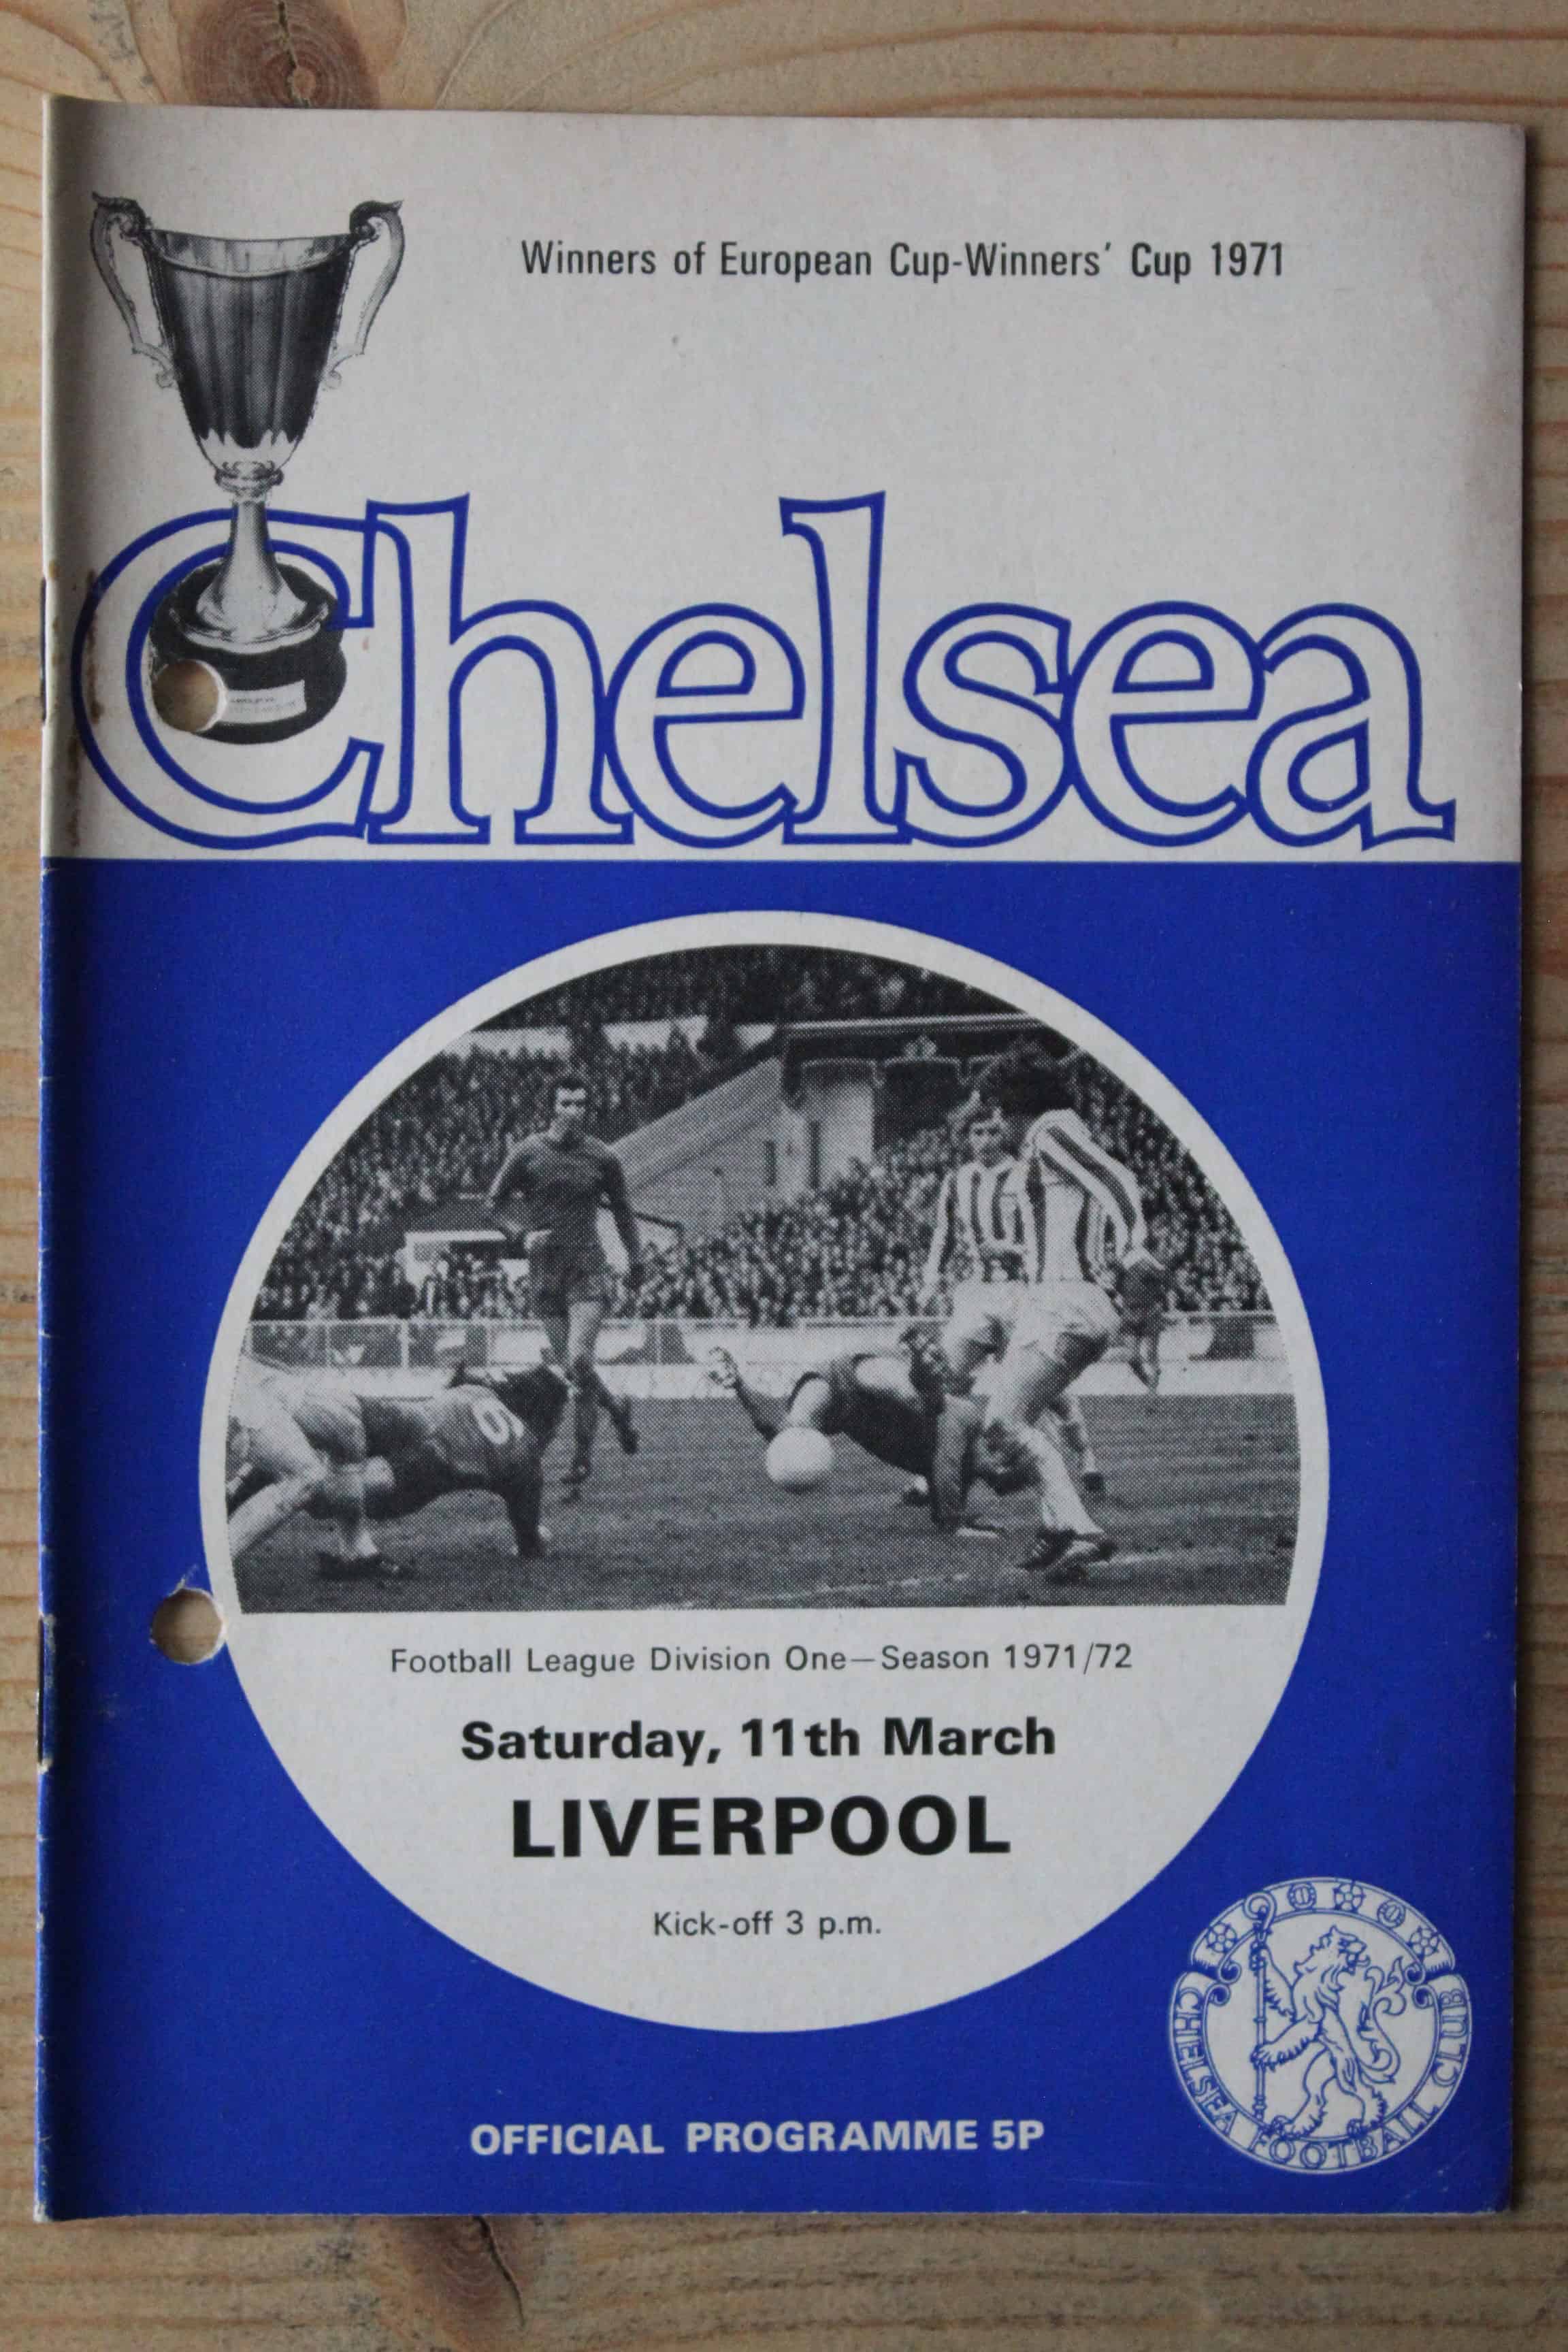 Winners of European Cup-Winners' Cup 1971
Chelsea
6
Football League Division One—Season 1971/72
Saturday, 11th March
LIVERPOOL
Kick-off 3 p.m.
CHELSEA FOOTBALL CLUB
OFFICIAL PROGRAMME 5P